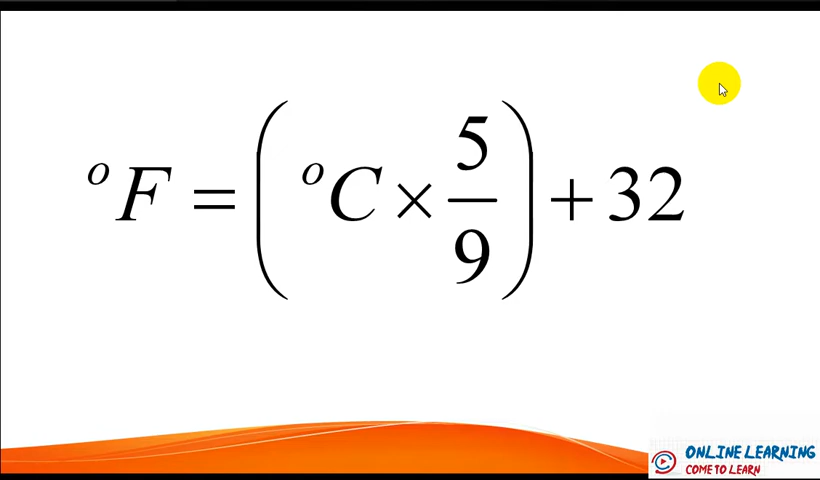 °F = (°C × 5/9) + 32
ONLINE LEARNING
COME TO LEARN